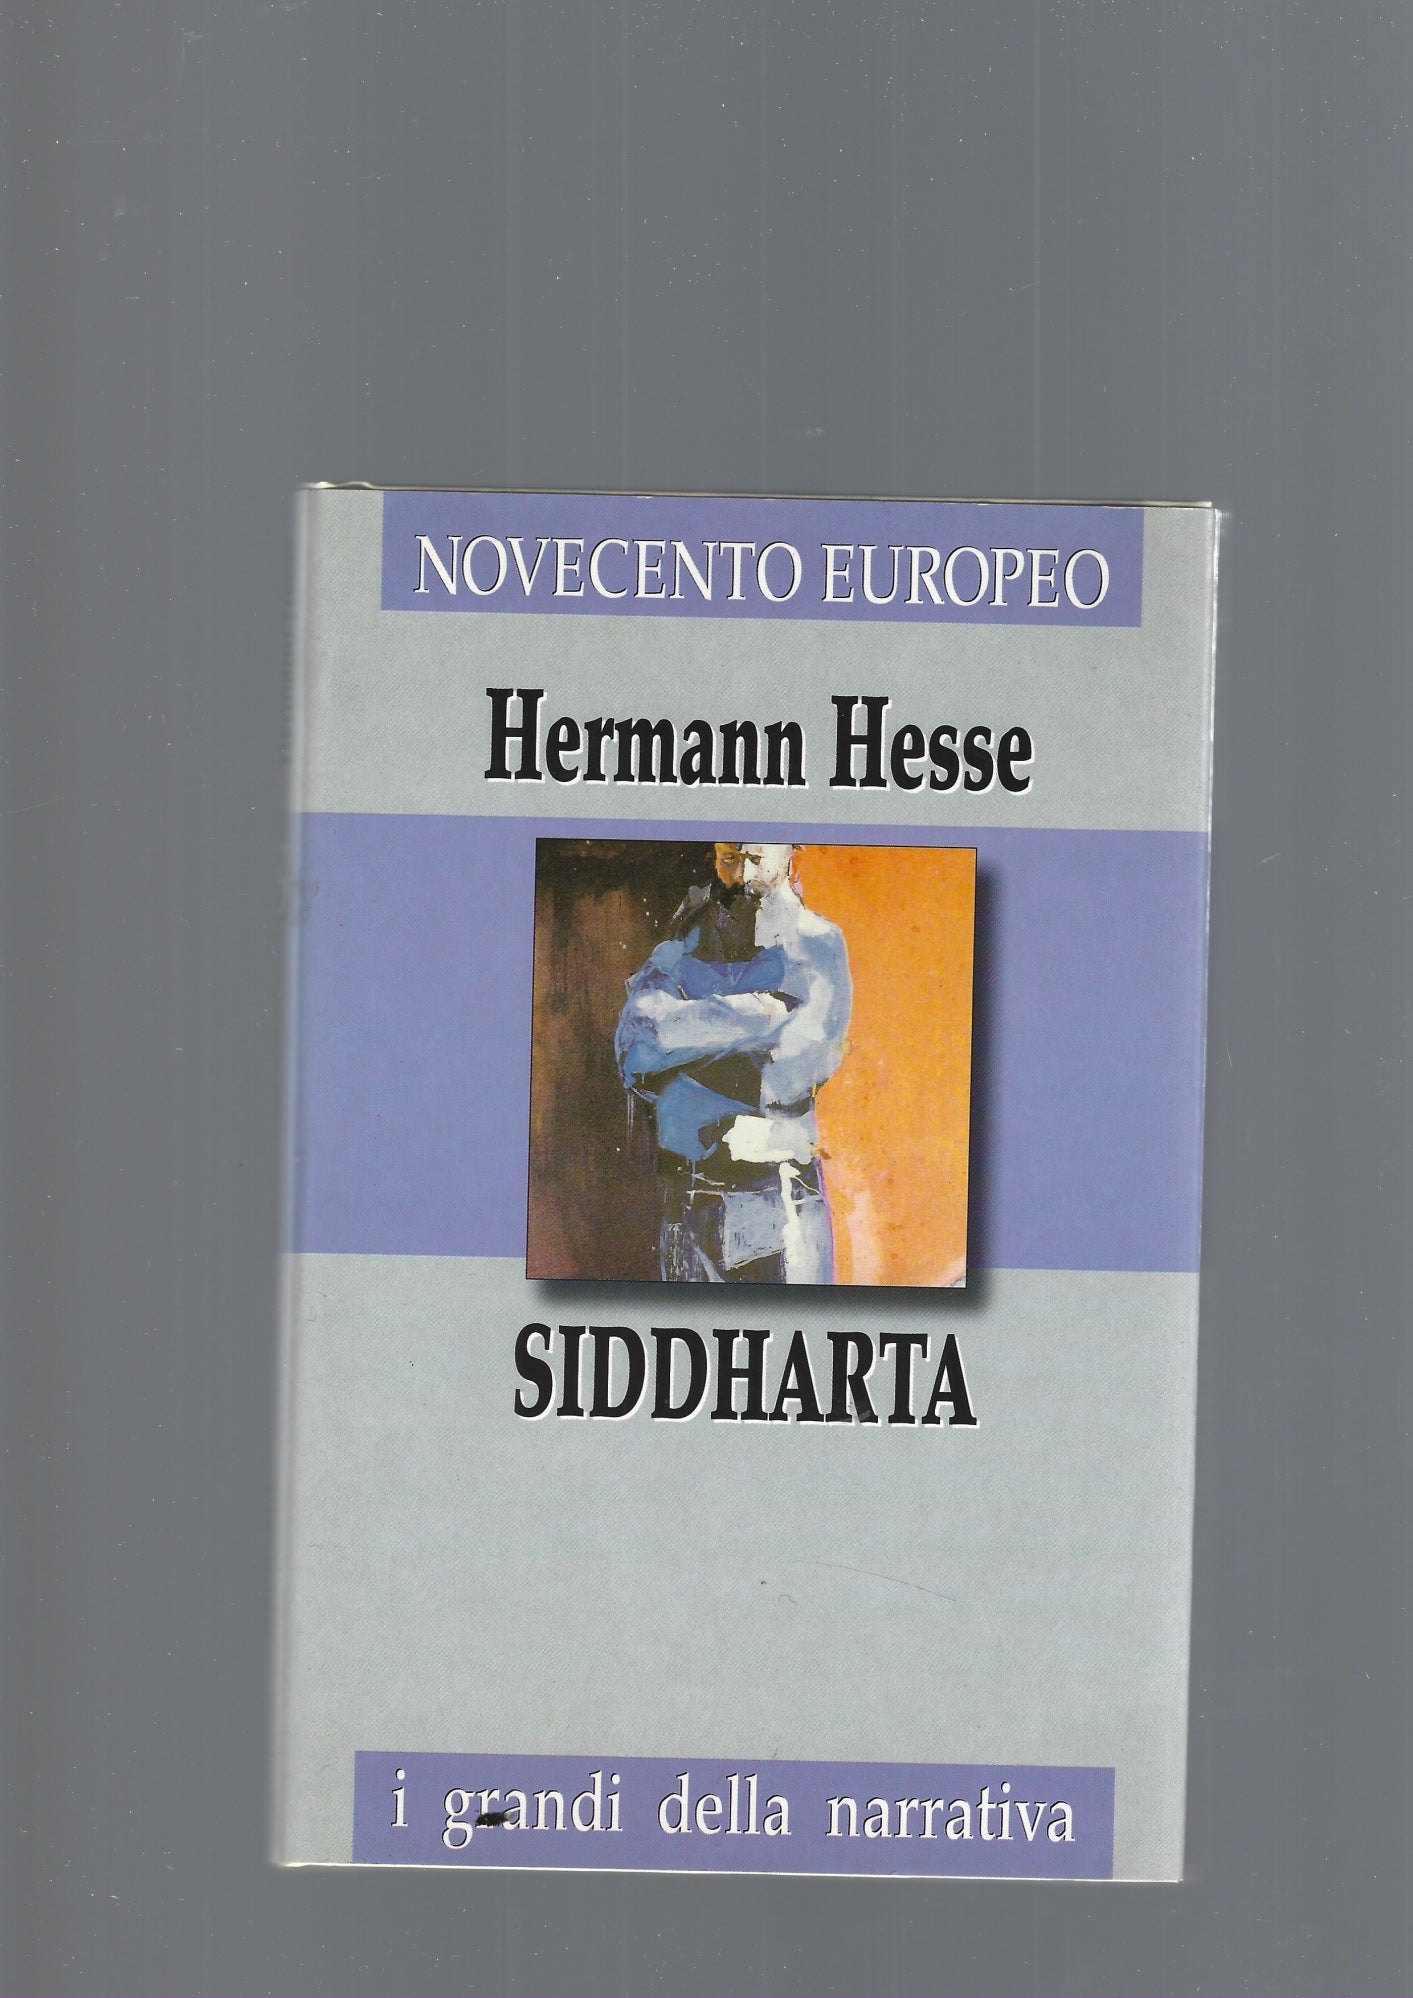 NOVECENTO EUROPEO
Hermann Hesse
SIDDHARTA
i grandi della narrativa